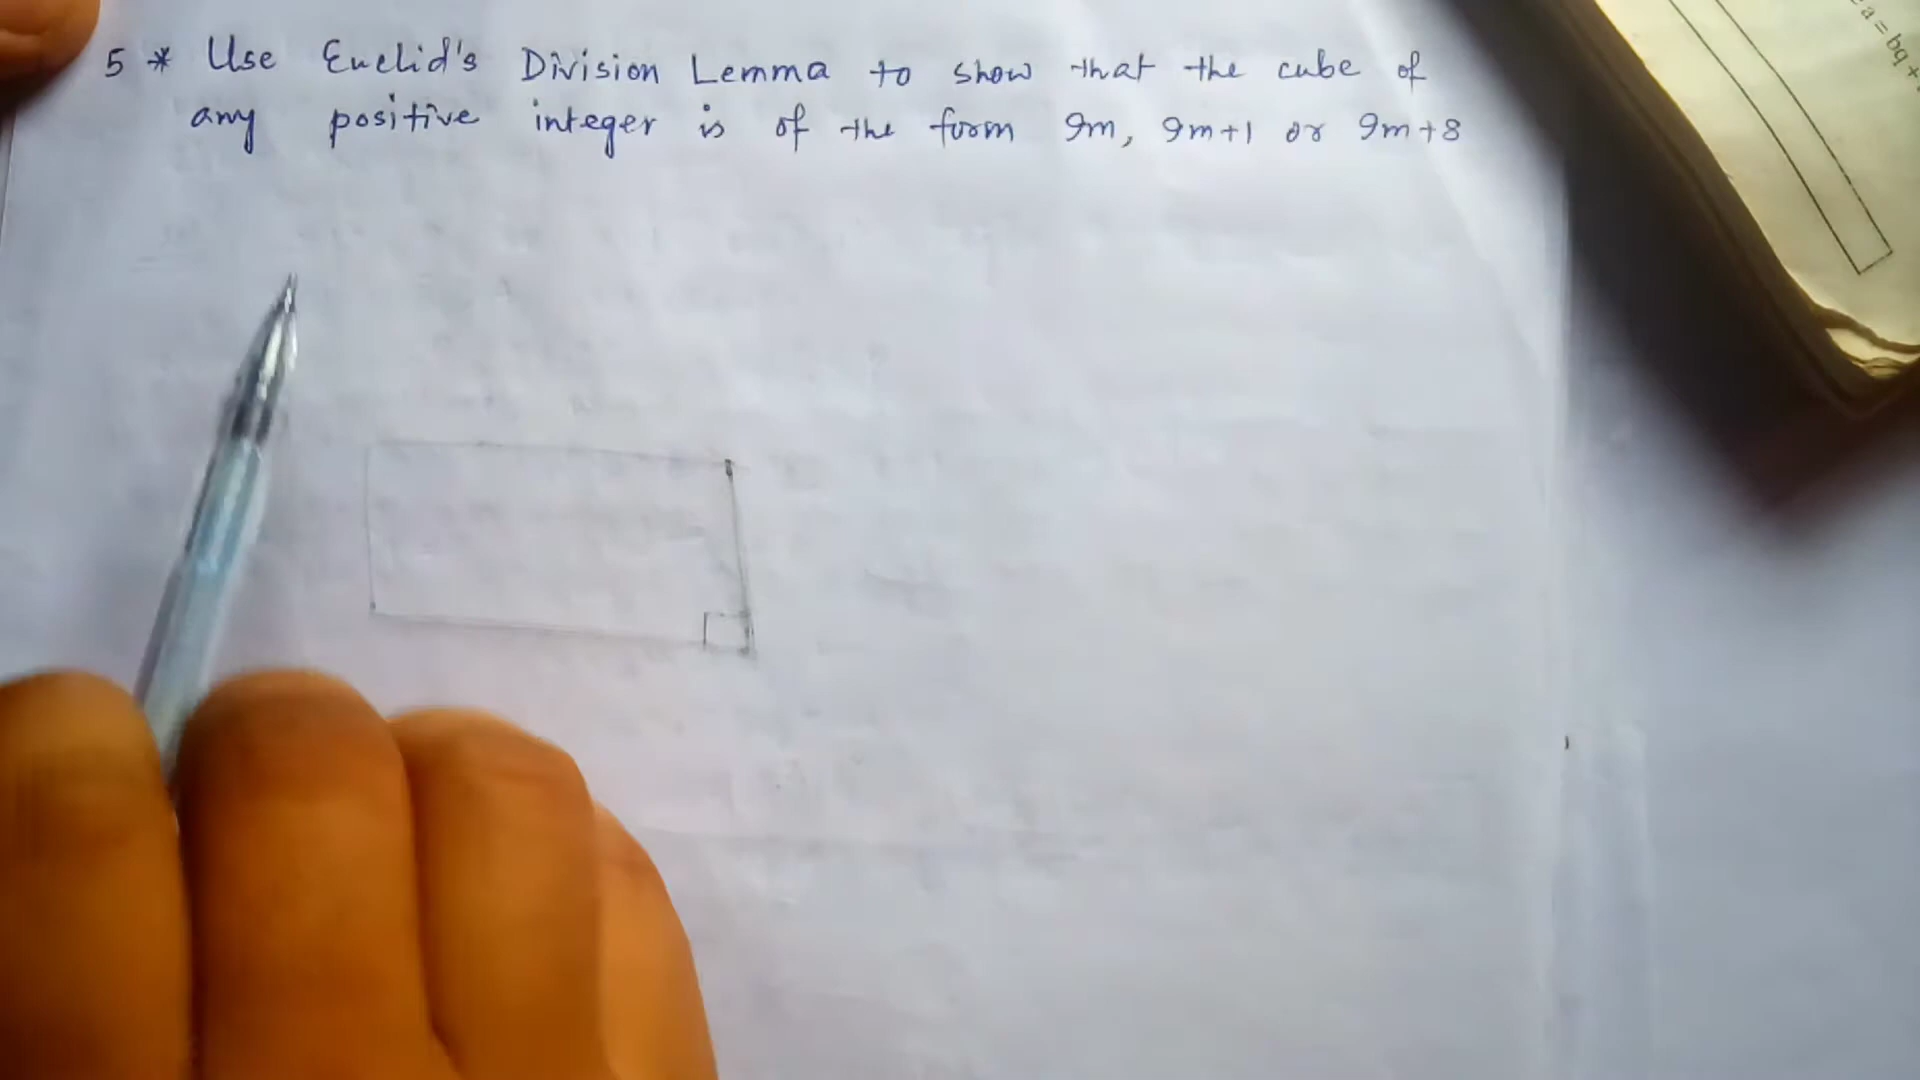 5 * Use Euclid's Division Lemma to show that the cube of
any positive integer is of the form 9m, 9m+1 or 9m+8
a = bq +